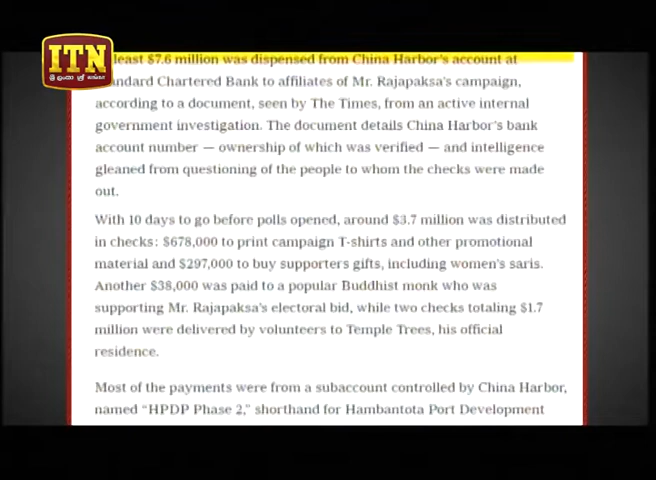 ITN
ශ්‍රී ලංකා
least $7.6 million was dispensed from China Harbor's account at
ndard Chartered Bank to affiliates of Mr. Rajapaksa's campaign,
according to a document, seen by The Times, from an active internal
government investigation. The document details China Harbor's bank
account number — ownership of which was verified — and intelligence
gleaned from questioning of the people to whom the checks were made
out.
With 10 days to go before polls opened, around $3.7 million was distributed
in checks: $678,000 to print campaign T-shirts and other promotional
material and $297,000 to buy supporters gifts, including women's saris.
Another $38,000 was paid to a popular Buddhist monk who was
supporting Mr. Rajapaksa's electoral bid, while two checks totaling $1.7
million were delivered by volunteers to Temple Trees, his official
residence.
Most of the payments were from a subaccount controlled by China Harbor,
named “HPDP Phase 2,” shorthand for Hambantota Port Development